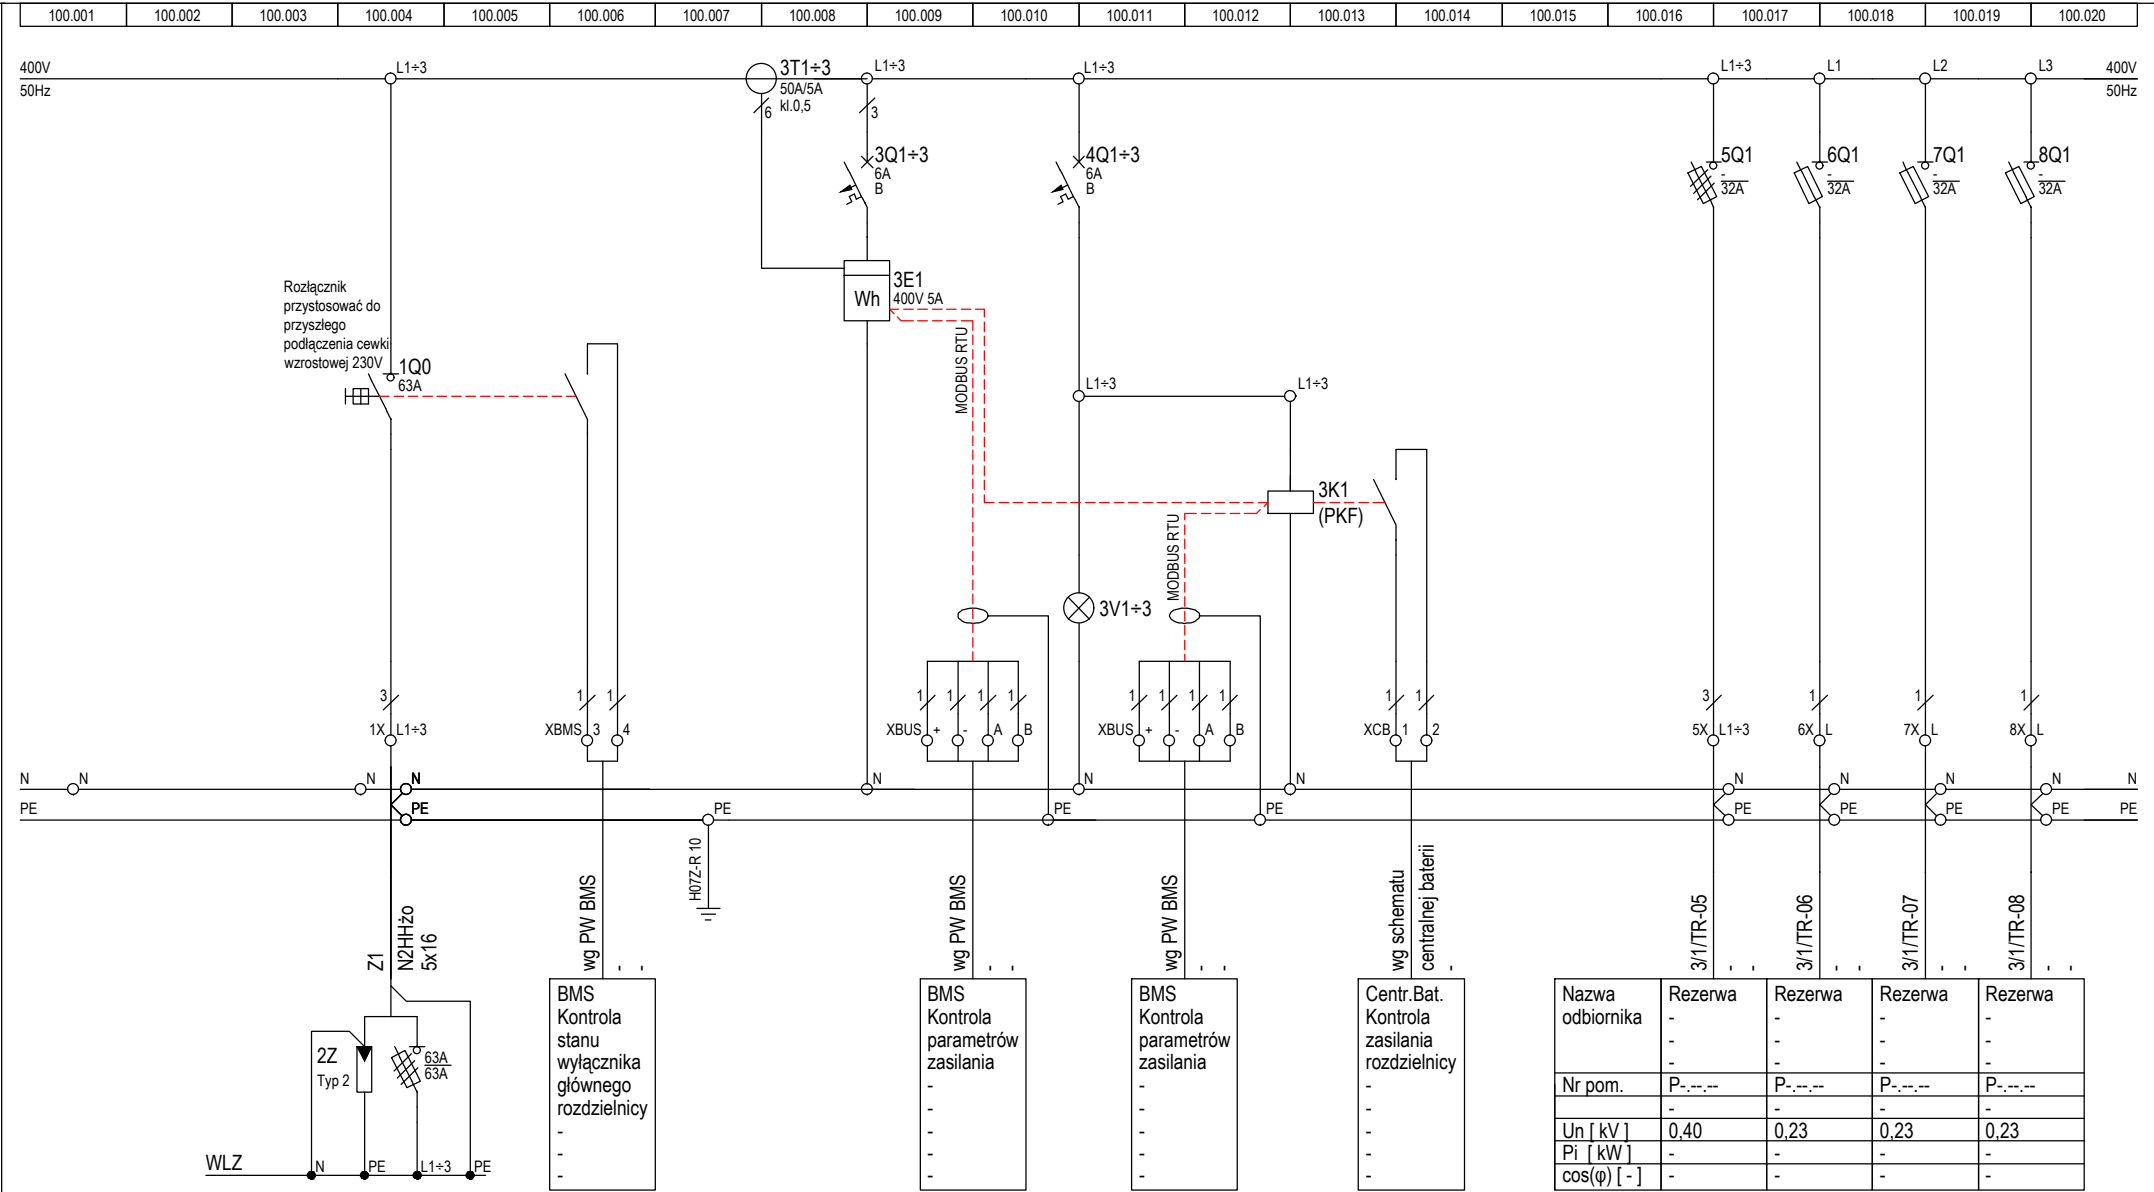 100.001 100.002 100.003 100.004 100.005 100.006 100.007 100.008 100.009 100.010 100.011 100.012 100.013 100.014 100.015 100.016 100.017 100.018 100.019 100.020
400V L1÷3 3T1÷3 L1÷3 L1÷3 L1÷3 L1 L2 L3 400V
50Hz 50A/5A 50Hz
kl.0,5
6 3
3Q1÷3 4Q1÷3 5Q1 6Q1 7Q1 8Q1
6A 6A - - - -
B B 32A 32A 32A 32A
3E1
Wh 400V 5A
Rozłącznik
przystosować do
przyszłego
podłączenia cewki
wzrostowej 230V
1Q0
63A
MODBUS RTU
L1÷3 L1÷3
3K1
(PKF)
MODBUS RTU
3V1÷3
3 1 1 1 1 1 1 1 1 1 1 1 1 3 1 1 1
1X L1÷3 XBMS 3 4 XBUS + - A B XBUS + - A B XCB 1 2 5X L1÷3 6X L 7X L 8X L
N N N N N N N N N N N N
PE PE PE PE PE PE PE PE PE PE
H07Z-R 10
Z1
N2HHżo
5x16
wg PW BMS - -
wg PW BMS - -
wg PW BMS - -
wg schematu
centralnej baterii -
3/1/TR-05 - -
3/1/TR-06 - -
3/1/TR-07 - -
3/1/TR-08 - -
2Z
Typ 2
63A
63A
WLZ N PE L1÷3 PE
BMS
Kontrola
stanu
wyłącznika
głównego
rozdzielnicy
-
-
-
BMS
Kontrola
parametrów
zasilania
-
-
-
-
-
BMS
Kontrola
parametrów
zasilania
-
-
-
-
-
Centr.Bat.
Kontrola
zasilania
rozdzielnicy
-
-
-
-
-
Nazwa Rezerwa Rezerwa Rezerwa Rezerwa
odbiornika - - - -
- - - -
- - - -
Nr pom. P-.--.-- P-.--.-- P-.--.-- P-.--.--
- - - -
Un [ kV ] 0,40 0,23 0,23 0,23
Pi [ kW ] - - - -
cos(φ) [ - ] - - - -